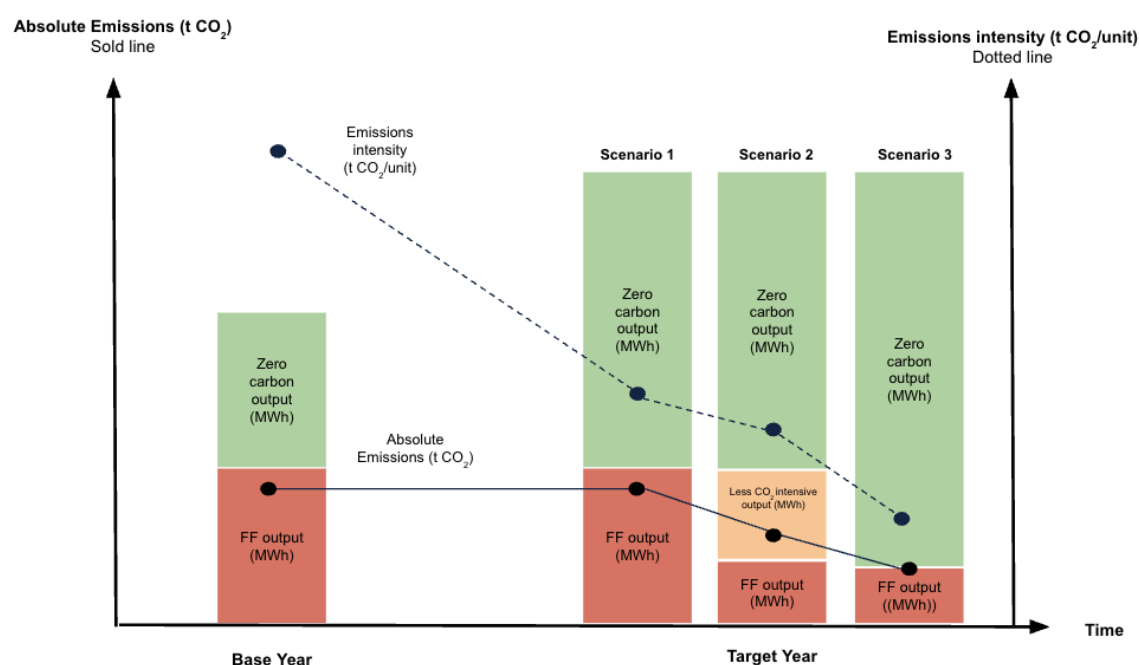 Absolute Emissions (t CO₂)
Sold line
Emissions intensity (t CO₂/unit)
Dotted line
Emissions
intensity
(t CO₂/unit)
Scenario 1
Scenario 2
Scenario 3
Zero
carbon
output
(MWh)
Zero
carbon
output
(MWh)
Zero
carbon
output
(MWh)
Zero
carbon
output
(MWh)
Absolute
Emissions (t CO₂)
Less CO₂ intensive
output (MWh)
FF output
(MWh)
FF output
(MWh)
FF output
(MWh)
FF output
((MWh))
Time
Base Year
Target Year